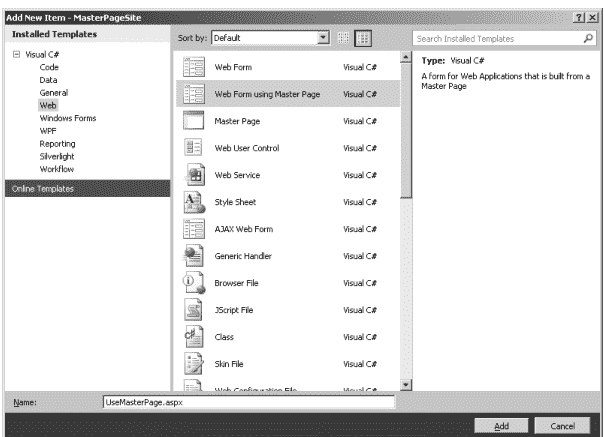 Add New Item - MasterPageSite
Installed Templates
Visual C#
Code
Data
General
Web
Windows Forms
WPF
Reporting
Silverlight
Workflow
Online Templates
Sort by: Default
Web Form Visual C#
Web Form using Master Page Visual C#
Master Page Visual C#
Web User Control Visual C#
Web Service Visual C#
Style Sheet Visual C#
AJAX Web Form Visual C#
Generic Handler Visual C#
Browser File Visual C#
JScript File Visual C#
Class Visual C#
Skin File Visual C#
Web Configuration File Visual C#
Search Installed Templates
Type: Visual C#
A form for Web Applications that is built from a
Master Page
Name: UseMasterPage.aspx
Add Cancel